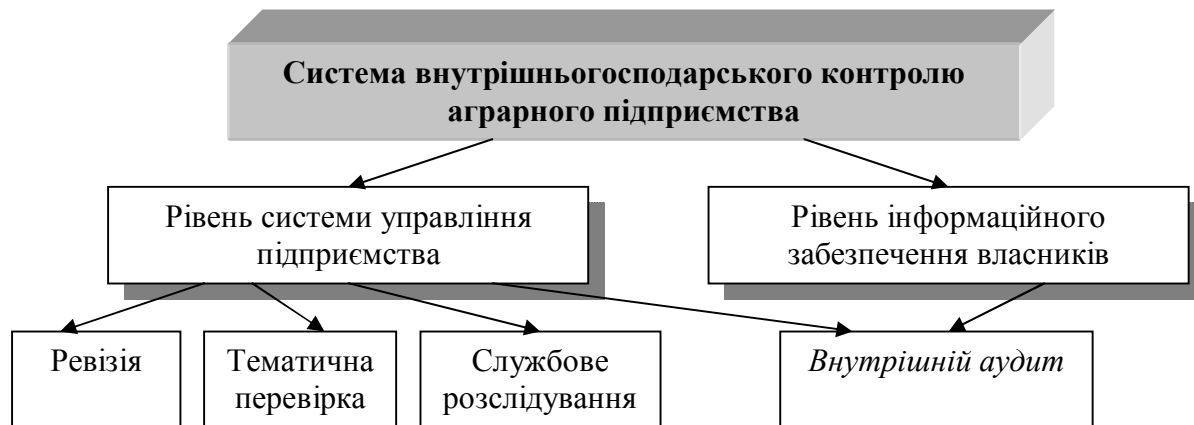 Система внутрішньогосподарського контролю
аграрного підприємства
Рівень системи управління
підприємства
Рівень інформаційного
забезпечення власників
Ревізія
Тематична
перевірка
Службове
розслідування
Внутрішній аудит